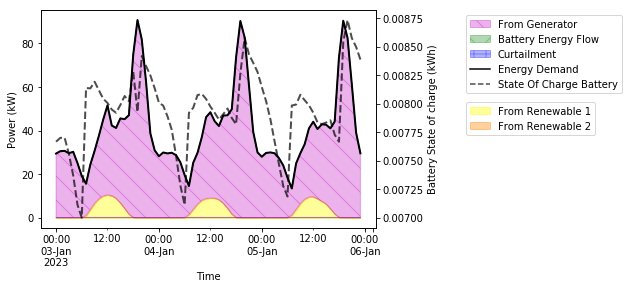 80
60
40
20
0
Power (kW)
00:00
03-Jan
2023
12:00
00:00
04-Jan
12:00
00:00
05-Jan
12:00
00:00
06-Jan
Time
0.00875
0.00850
0.00825
0.00800
0.00775
0.00750
0.00725
0.00700
Battery State of charge (kWh)
From Generator
Battery Energy Flow
Curtailment
Energy Demand
State Of Charge Battery
From Renewable 1
From Renewable 2